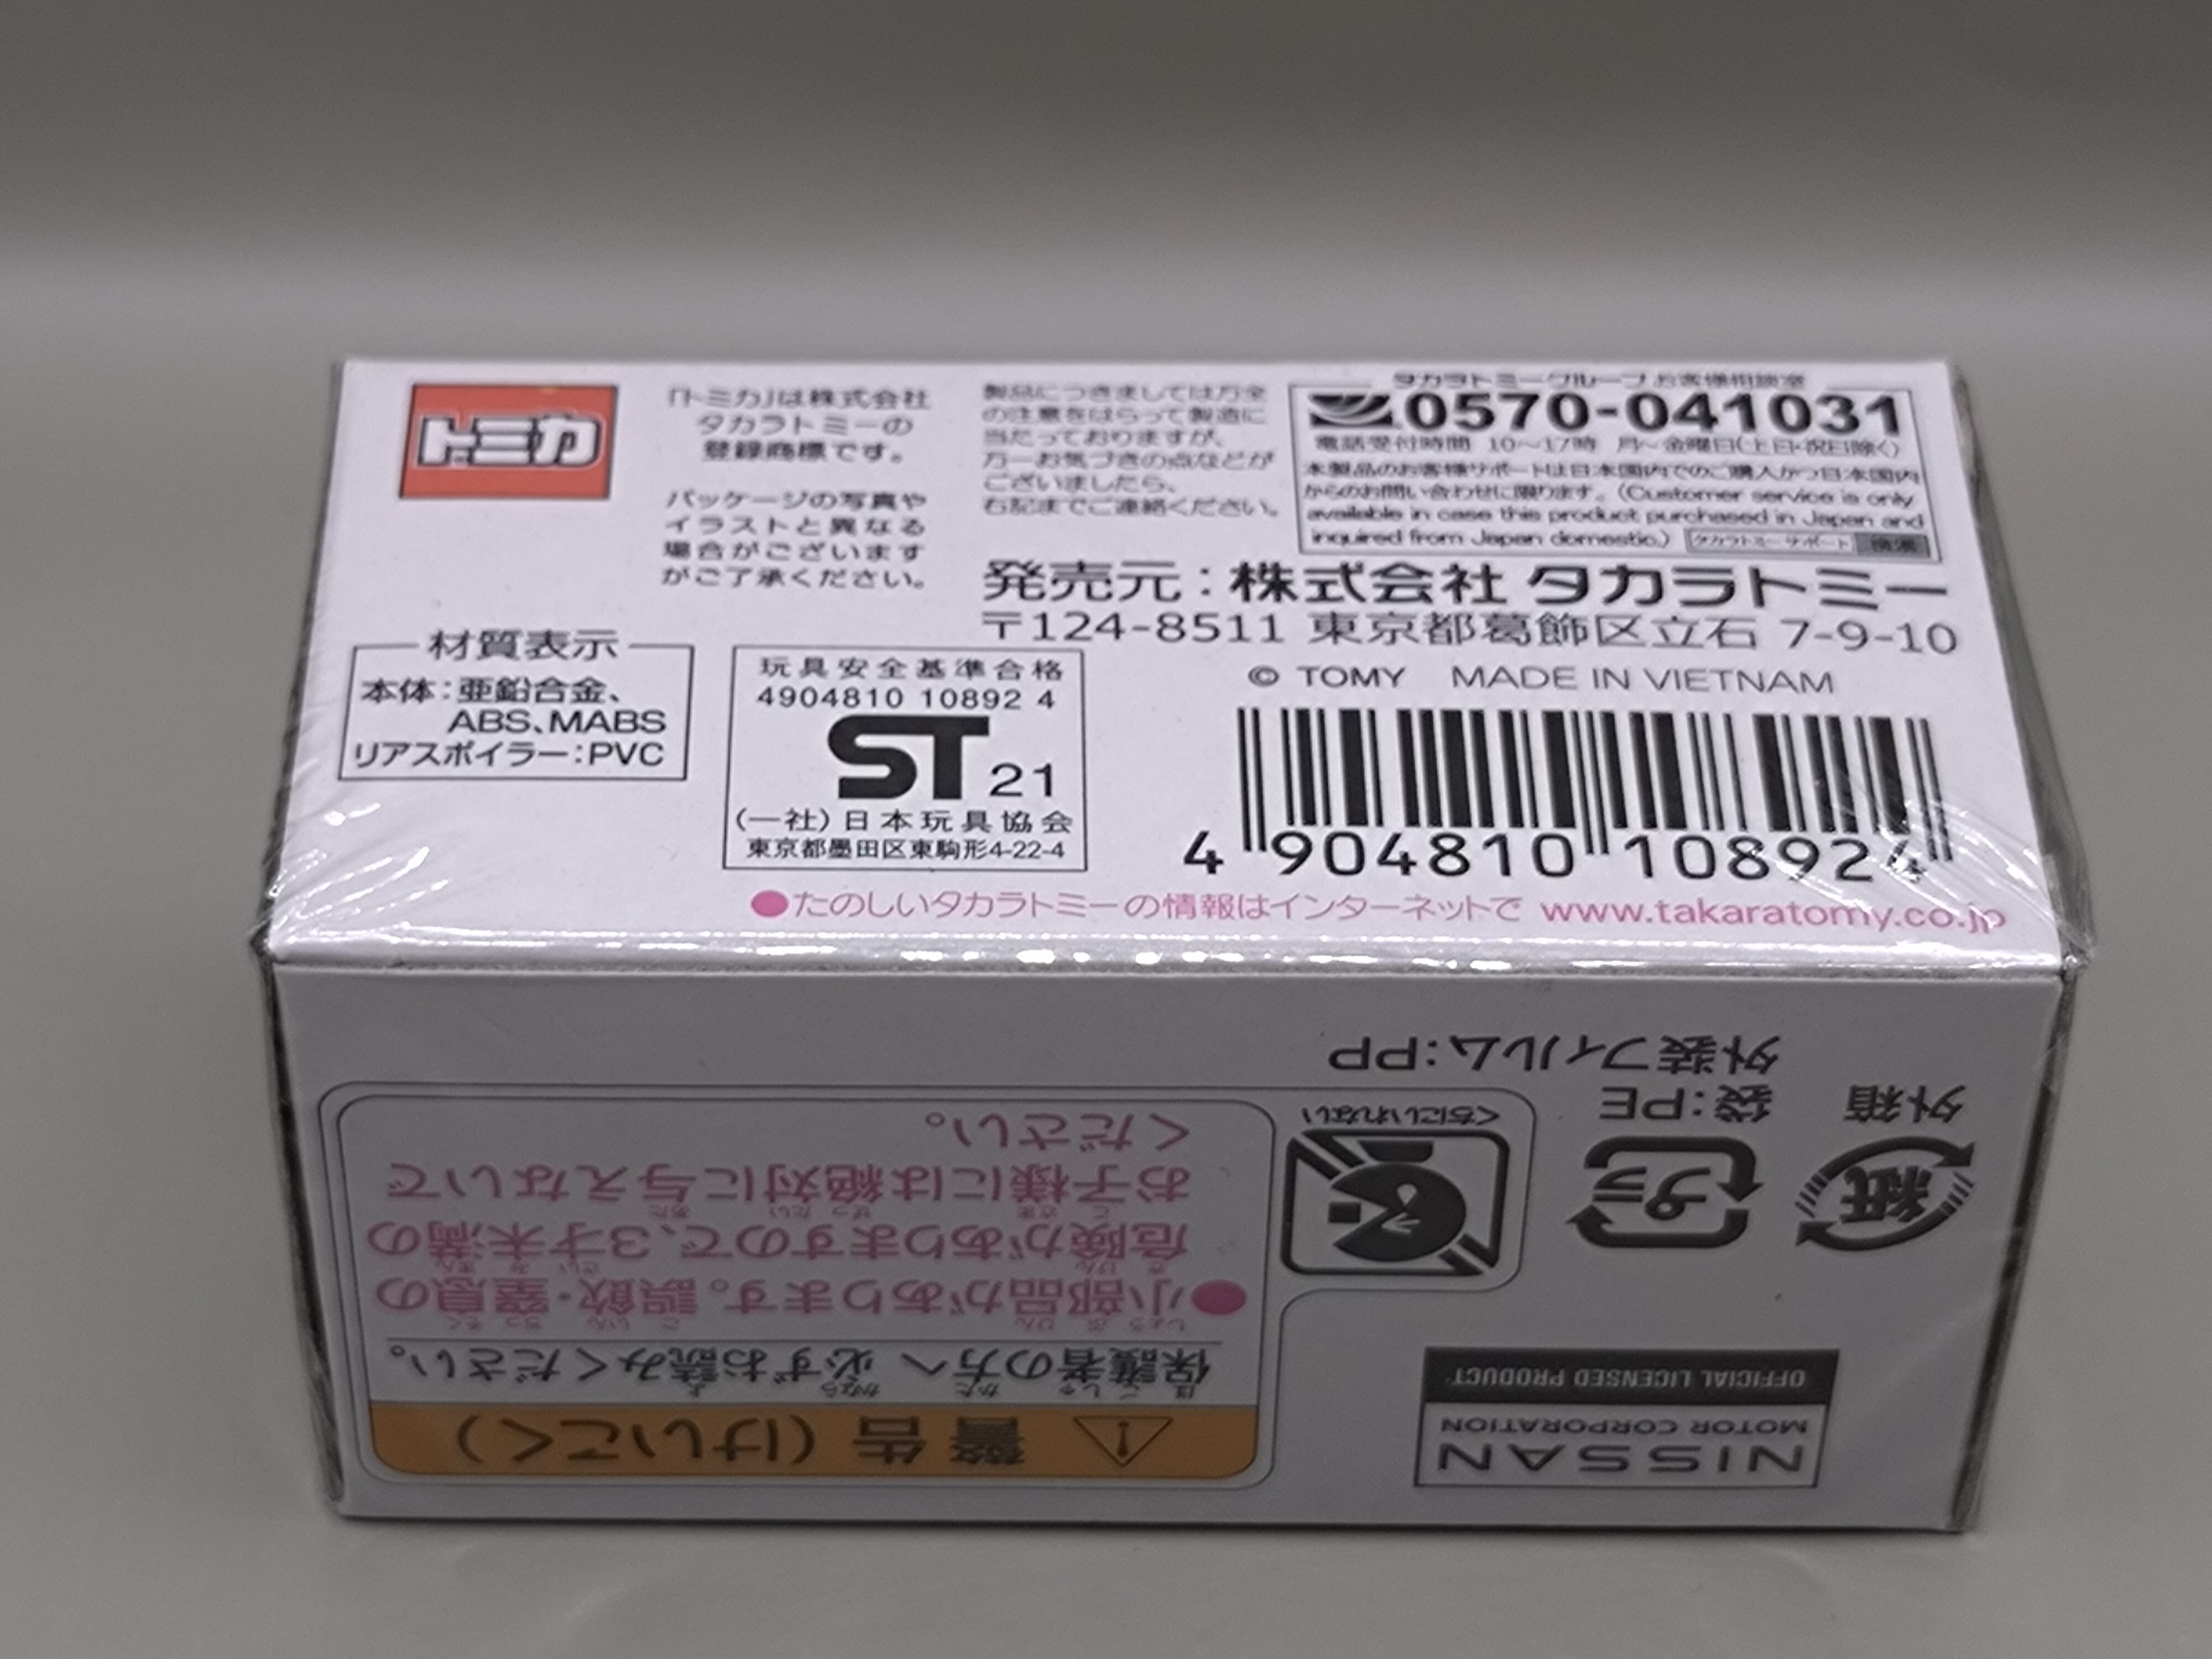 トミカ
「トミカ」は株式会社
タカラトミーの
登録商標です。
パッケージの写真や
イラストと異なる
場合がございます
がご了承ください。
製品につきましては万全
の注意をはらって製造に
当たっておりますが、
万一お気づきの点などが
ございましたら、
右記までご連絡ください。
タカラトミーグループ お客様相談室
0570-041031
電話受付時間 10〜17時 月〜金曜日(土日・祝日除く)
本製品のお客様サポートは日本国内でのご購入かつ日本国内
からのお問い合わせに限ります。(Customer service is only
available in case this product purchased in Japan and
inquired from Japan domestic.) タカラトミーサポート 検索
発売元:株式会社 タカラトミー
〒124-8511 東京都葛飾区立石 7-9-10
© TOMY MADE IN VIETNAM
材質表示
本体:亜鉛合金、
ABS、MABS
リアスポイラー:PVC
玩具安全基準合格
4904810 10892 4
ST 21
(一社)日本玩具協会
東京都墨田区東駒形4-22-4
4 904810 108924
●たのしいタカラトミーの情報はインターネットで www.takaratomy.co.jp
NISSAN
MOTOR CORPORATION
OFFICIAL LICENSED PRODUCT
警告(けいこく)
保護者の方へ 必ずお読みください。
●小部品があります。誤飲・窒息の
危険がありますので、3才未満の
お子様には絶対に与えないで
ください。
くちにいれない
紙
外箱
プラ
袋:PE
外装フィルム:PP